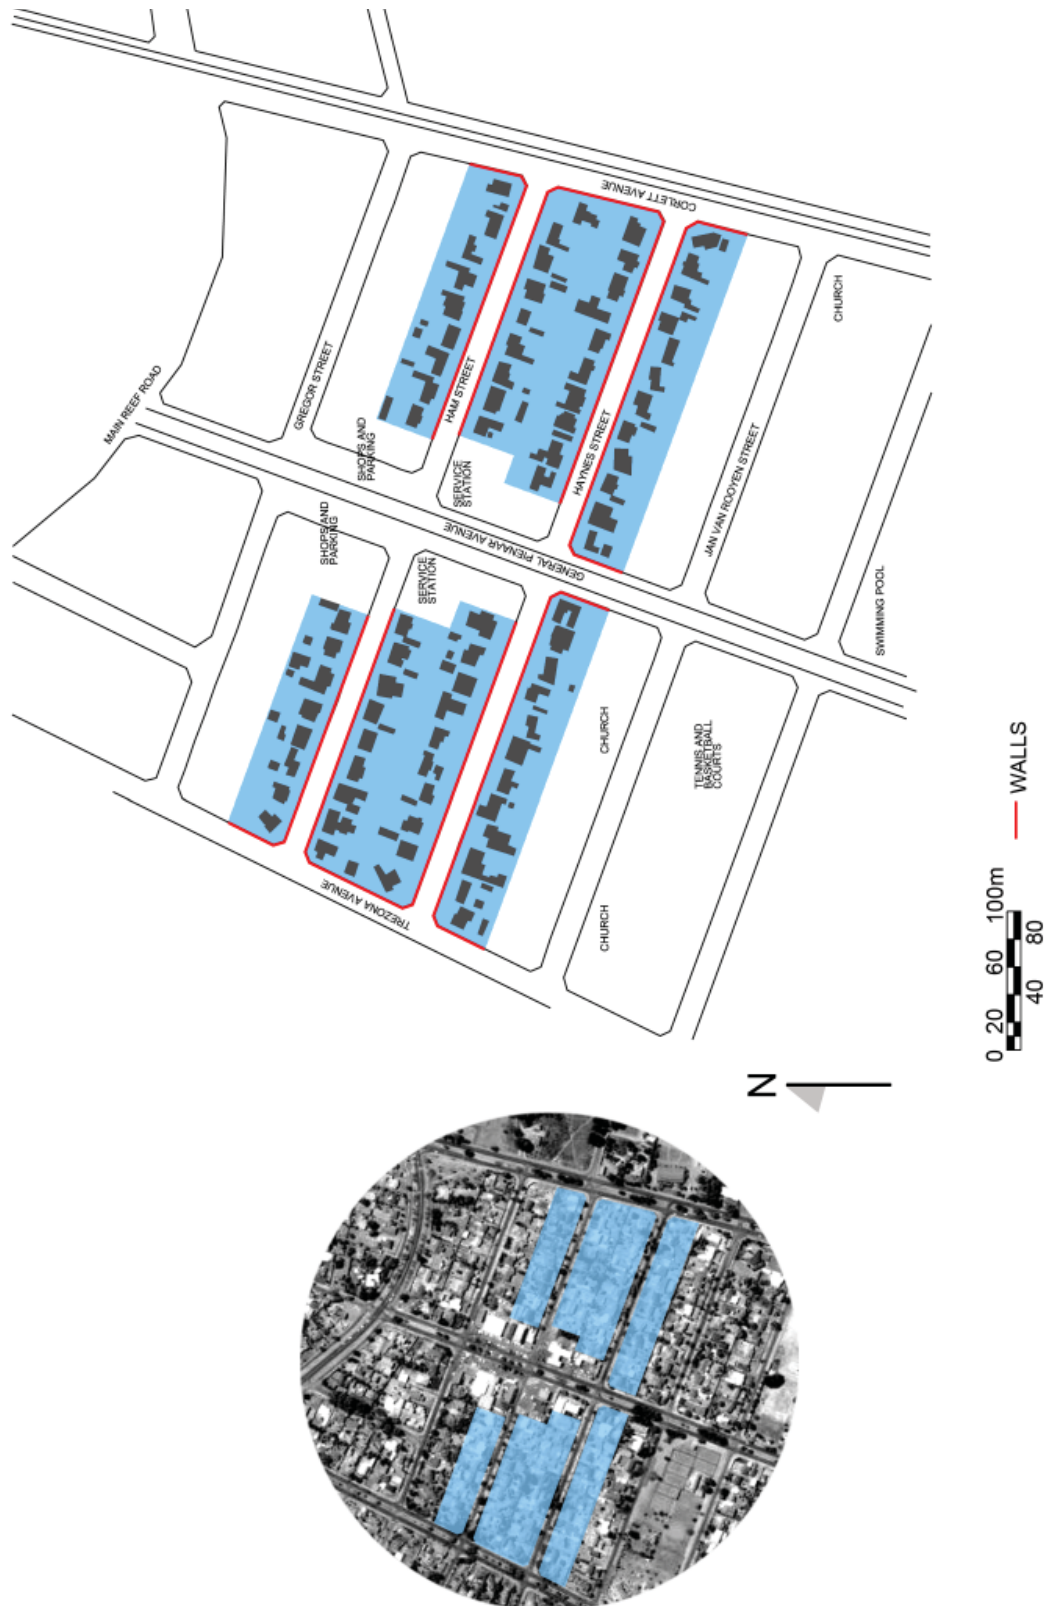 MAIN REEF ROAD
GREGOR STREET
SHOPS AND
PARKING
HAM STREET
SERVICE
STATION
CORLETT AVENUE
SHOPS AND
PARKING
SERVICE
STATION
GENERAL PIENAAR AVENUE
HAYNES STREET
JAN VAN ROOYEN STREET
CHURCH
TREZONA AVENUE
CHURCH
CHURCH
TENNIS AND
BASKETBALL
COURTS
SWIMMING POOL
N
0 20 60 100m
40 80
WALLS